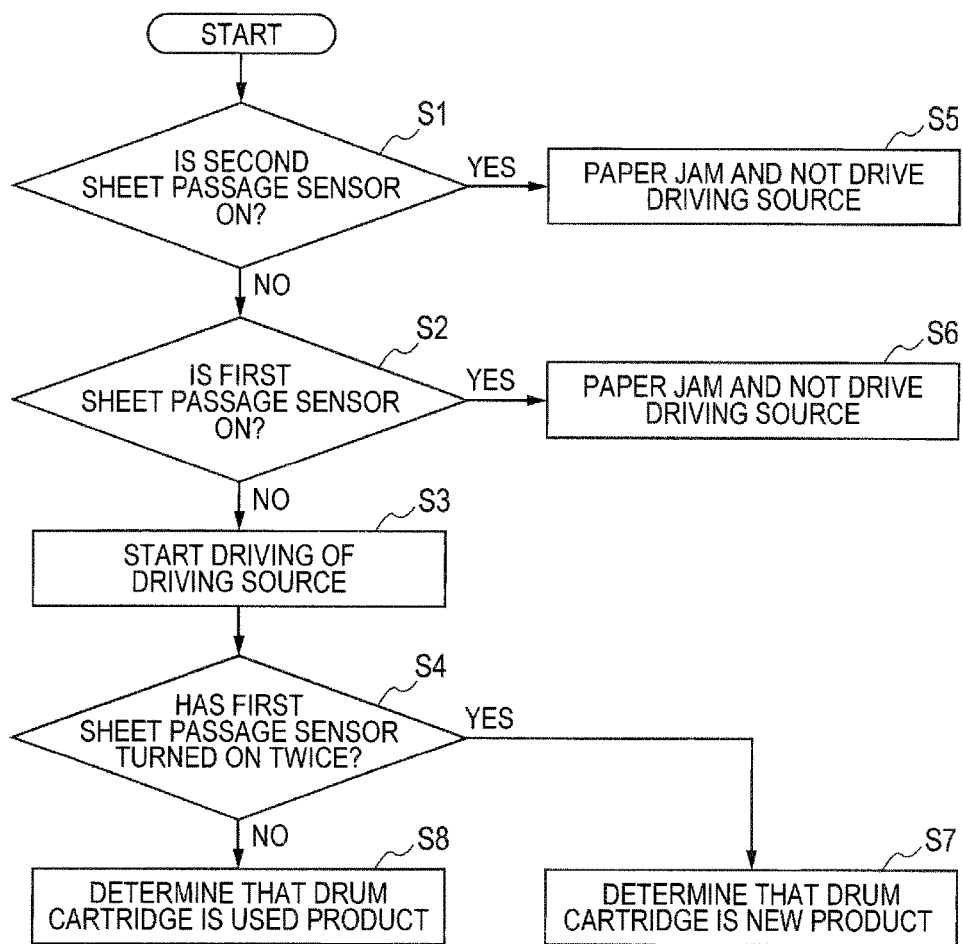 START
S1
IS SECOND
SHEET PASSAGE SENSOR
ON?
YES
S5
PAPER JAM AND NOT DRIVE
DRIVING SOURCE
NO
S2
IS FIRST
SHEET PASSAGE SENSOR
ON?
YES
S6
PAPER JAM AND NOT DRIVE
DRIVING SOURCE
NO
S3
START DRIVING OF
DRIVING SOURCE
S4
HAS FIRST
SHEET PASSAGE SENSOR
TURNED ON TWICE?
YES
NO
S8
DETERMINE THAT DRUM
CARTRIDGE IS USED PRODUCT
S7
DETERMINE THAT DRUM
CARTRIDGE IS NEW PRODUCT